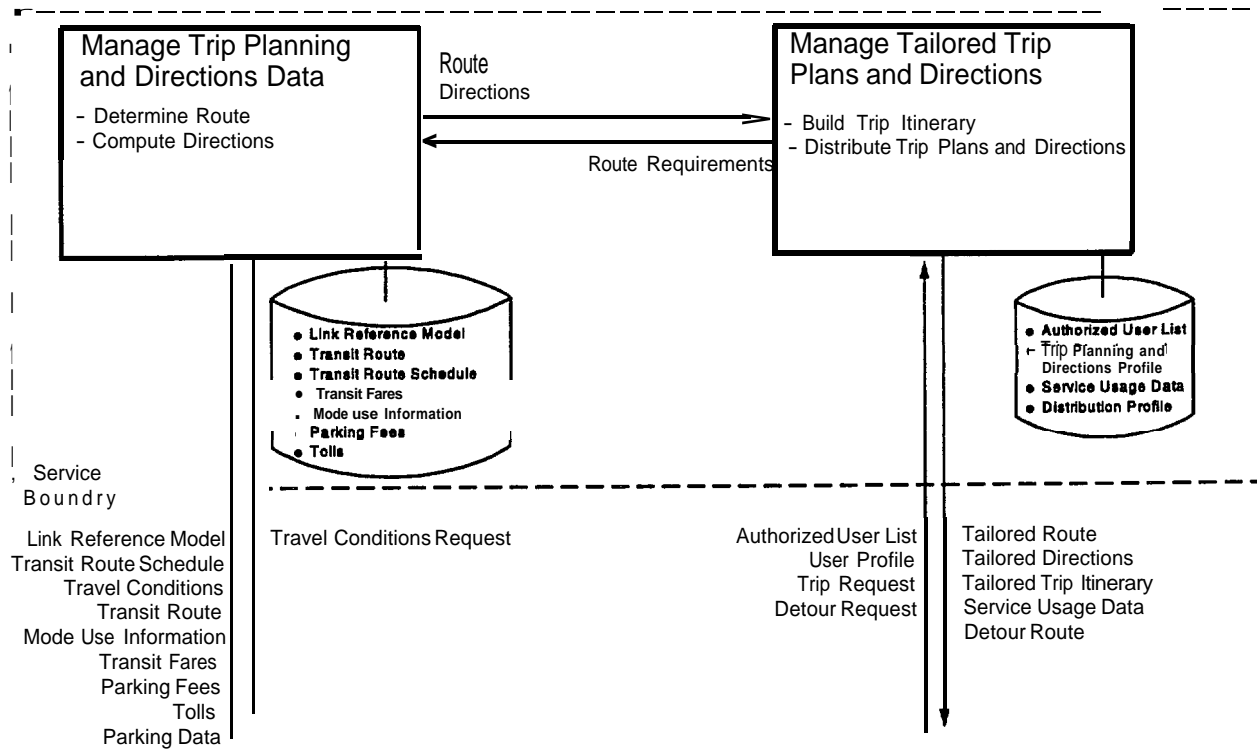 Manage Trip Planning
and Directions Data
- Determine Route
- Compute Directions
Route
Directions
Route Requirements
Manage Tailored Trip
Plans and Directions
- Build Trip Itinerary
- Distribute Trip Plans and Directions
● Link Reference Model
● Transit Route
● Transit Route Schedule
● Transit Fares
. Mode use Information
Parking Fees
● Tolls
● Authorized User List
- Trip Planning and
Directions Profile
● Service Usage Data
● Distribution Profile
Service
Boundry
Link Reference Model
Transit Route Schedule
Travel Conditions
Transit Route
Mode Use Information
Transit Fares
Parking Fees
Tolls
Parking Data
Travel Conditions Request
Authorized User List
User Profile
Trip Request
Detour Request
Tailored Route
Tailored Directions
Tailored Trip Itinerary
Service Usage Data
Detour Route